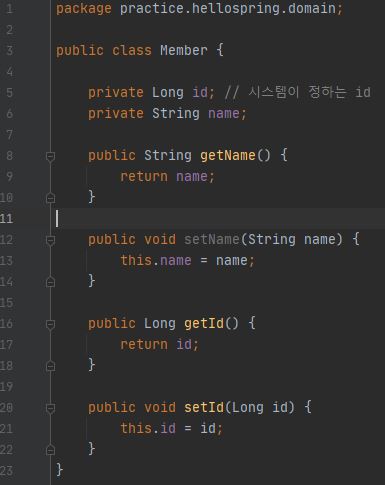 1 package practice.hellospring.domain;
2
3 public class Member {
4
5     private Long id; // 시스템이 정하는 id
6     private String name;
7
8     public String getName() {
9         return name;
10     }
11
12     public void setName(String name) {
13         this.name = name;
14     }
15
16     public Long getId() {
17         return id;
18     }
19
20     public void setId(Long id) {
21         this.id = id;
22     }
23 }